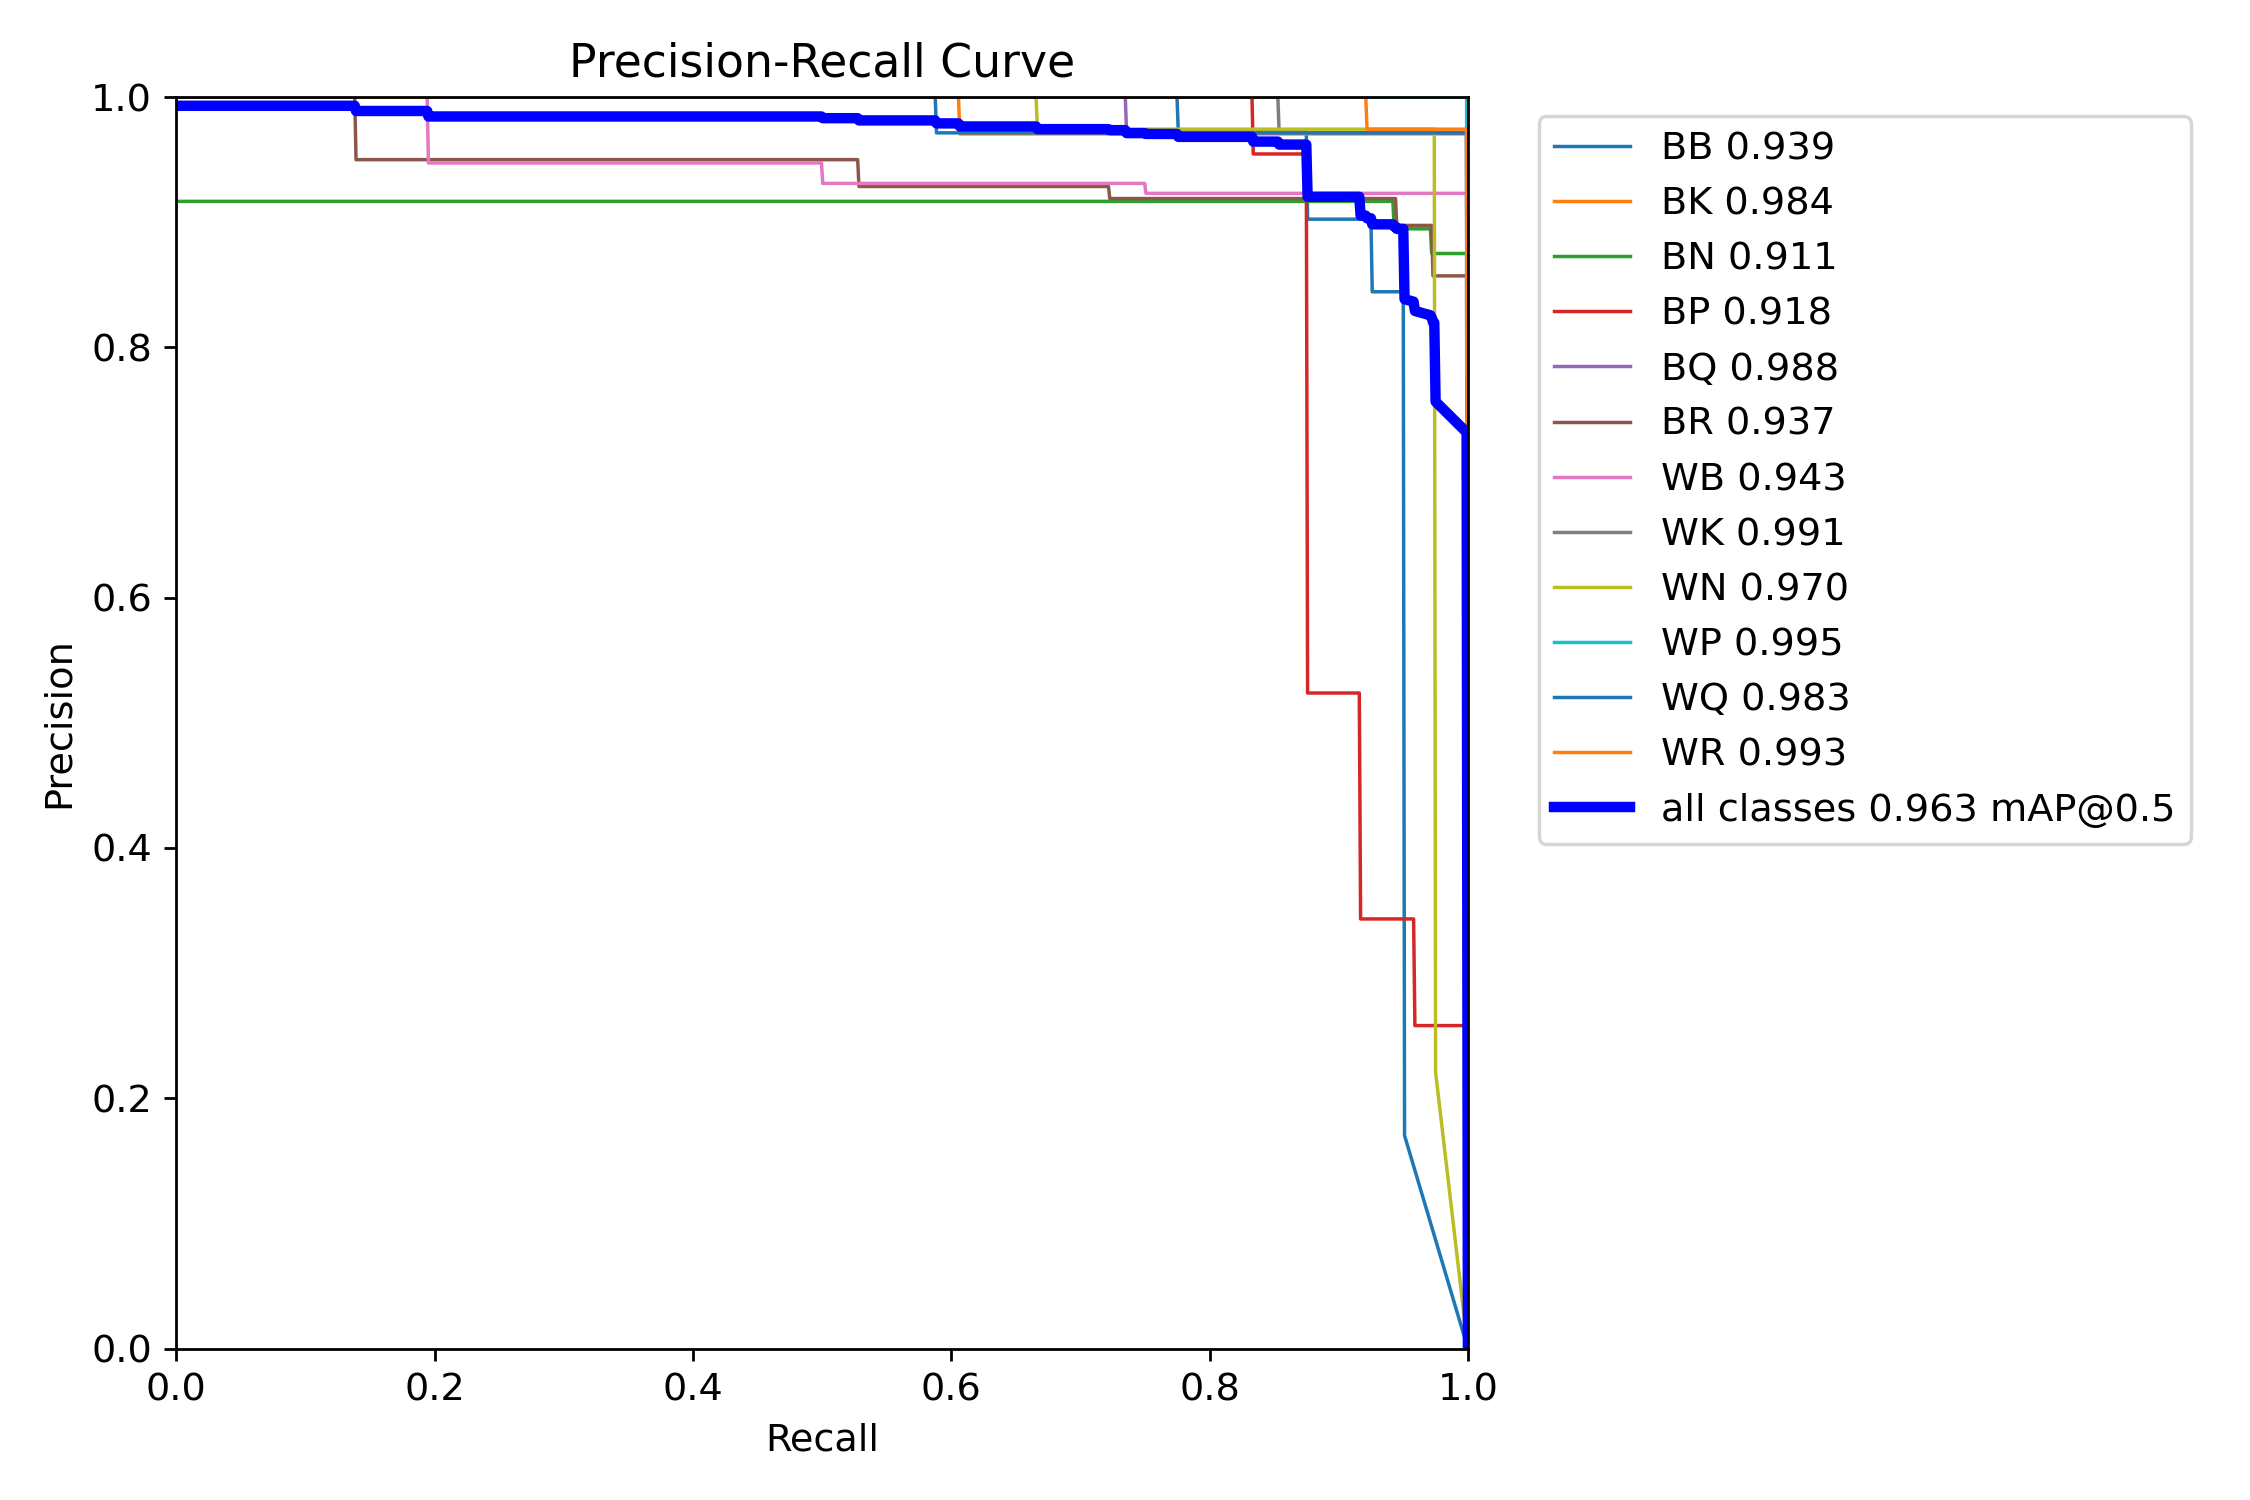 Precision-Recall Curve
1.0
0.8
0.6
0.4
0.2
0.0
Precision
0.0 0.2 0.4 0.6 0.8 1.0
Recall
BB 0.939
BK 0.984
BN 0.911
BP 0.918
BQ 0.988
BR 0.937
WB 0.943
WK 0.991
WN 0.970
WP 0.995
WQ 0.983
WR 0.993
all classes 0.963 mAP@0.5